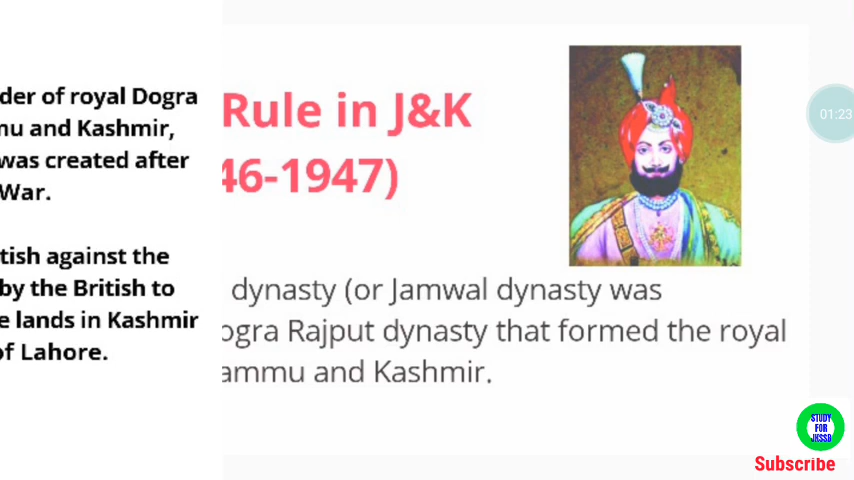 der of royal Dogra
mu and Kashmir,
was created after
War.
tish against the
by the British to
e lands in Kashmir
of Lahore.
Rule in J&K
46-1947)
dynasty (or Jamwal dynasty was
ogra Rajput dynasty that formed the royal
ammu and Kashmir.
01:23
STUDY
FOR
JKSSB
Subscribe